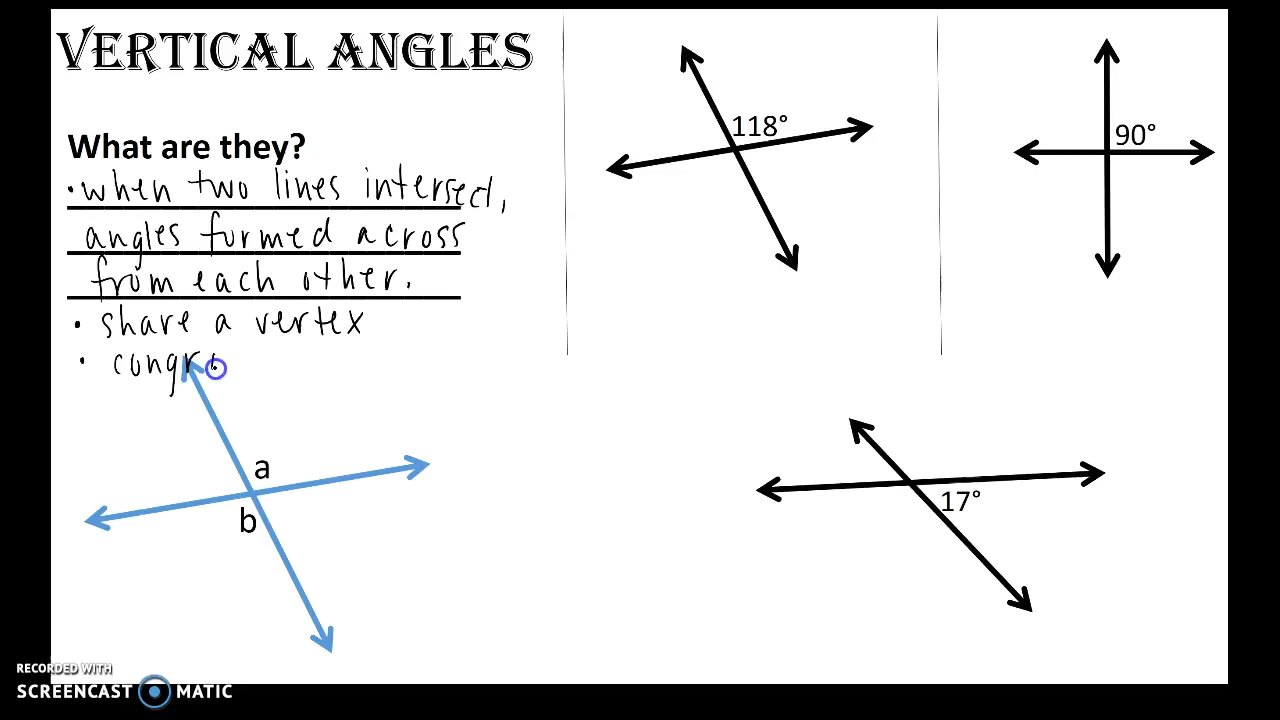 VERTICAL ANGLES
What are they?
• when two lines intersect,
angles formed across
from each other.
• share a vertex
• congr
a
b
118°
90°
17°
RECORDED WITH
SCREENCAST MATIC